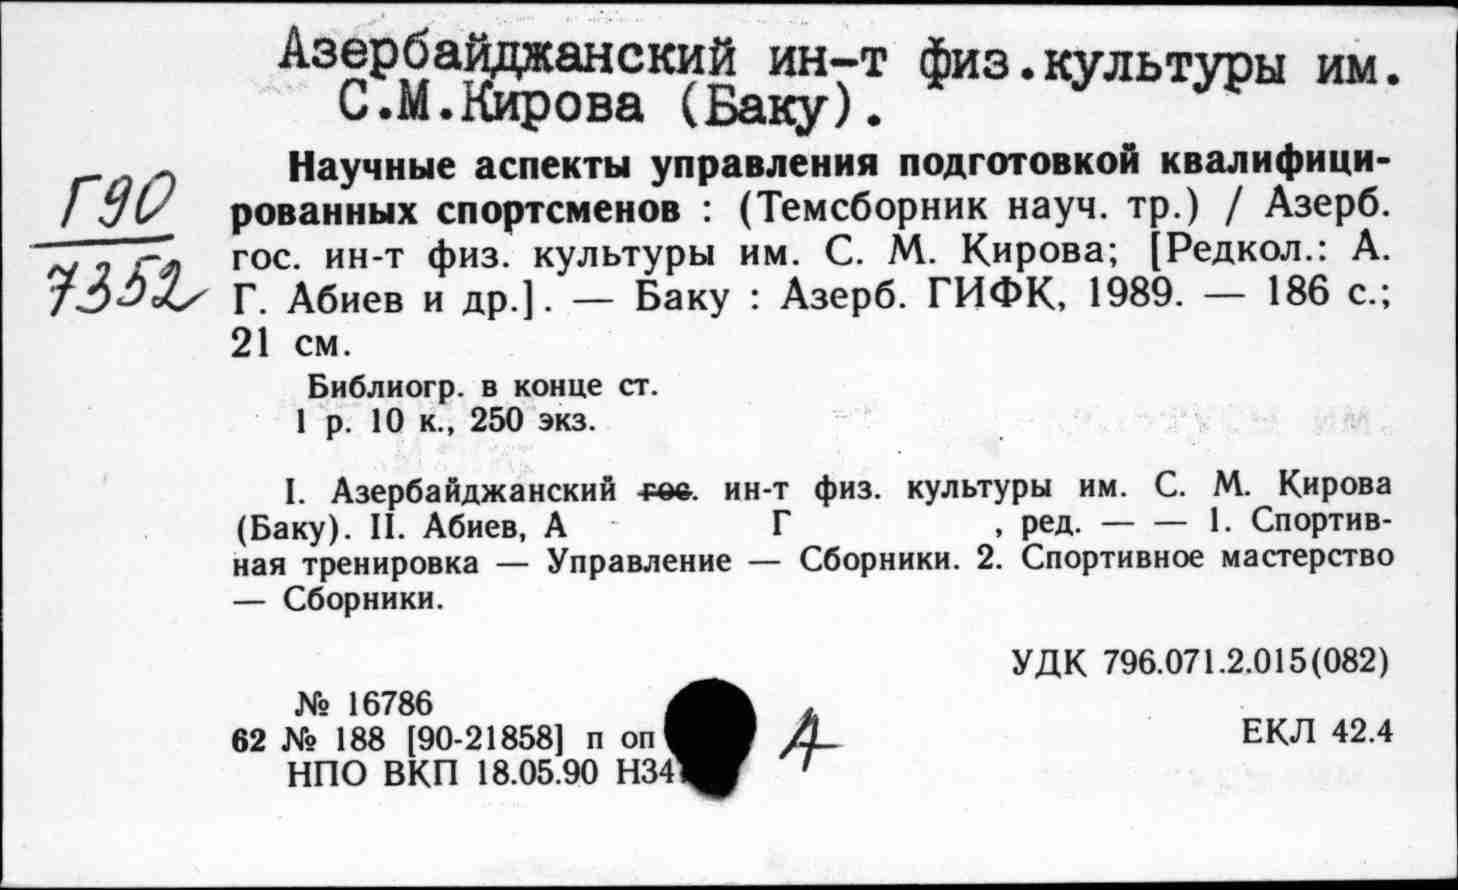 Азербайджанский ин-т физ.культуры им.
С.М.Кирова (Баку).
Научные аспекты управления подготовкой квалифици-
Г90
рованных спортсменов : (Темсборник науч. тр.) / Азерб.
гос. ин-т физ. культуры им. С. М. Кирова; [Редкол.: А.
7352
Г. Абиев и др.]. — Баку : Азерб. ГИФК, 1989. — 186 с.;
21 см.
Библиогр. в конце ст.
1 р. 10 к., 250 экз.
I. Азербайджанский гос. ин-т физ. культуры им. С. М. Кирова
(Баку). II. Абиев, А Г , ред. — — 1. Спортив-
ная тренировка — Управление — Сборники. 2. Спортивное мастерство
— Сборники.
УДК 796.071.2.015(082)
№ 16786
62 № 188 [90-21858] п оп
А
ЕКЛ 42.4
НПО ВКП 18.05.90 Н34